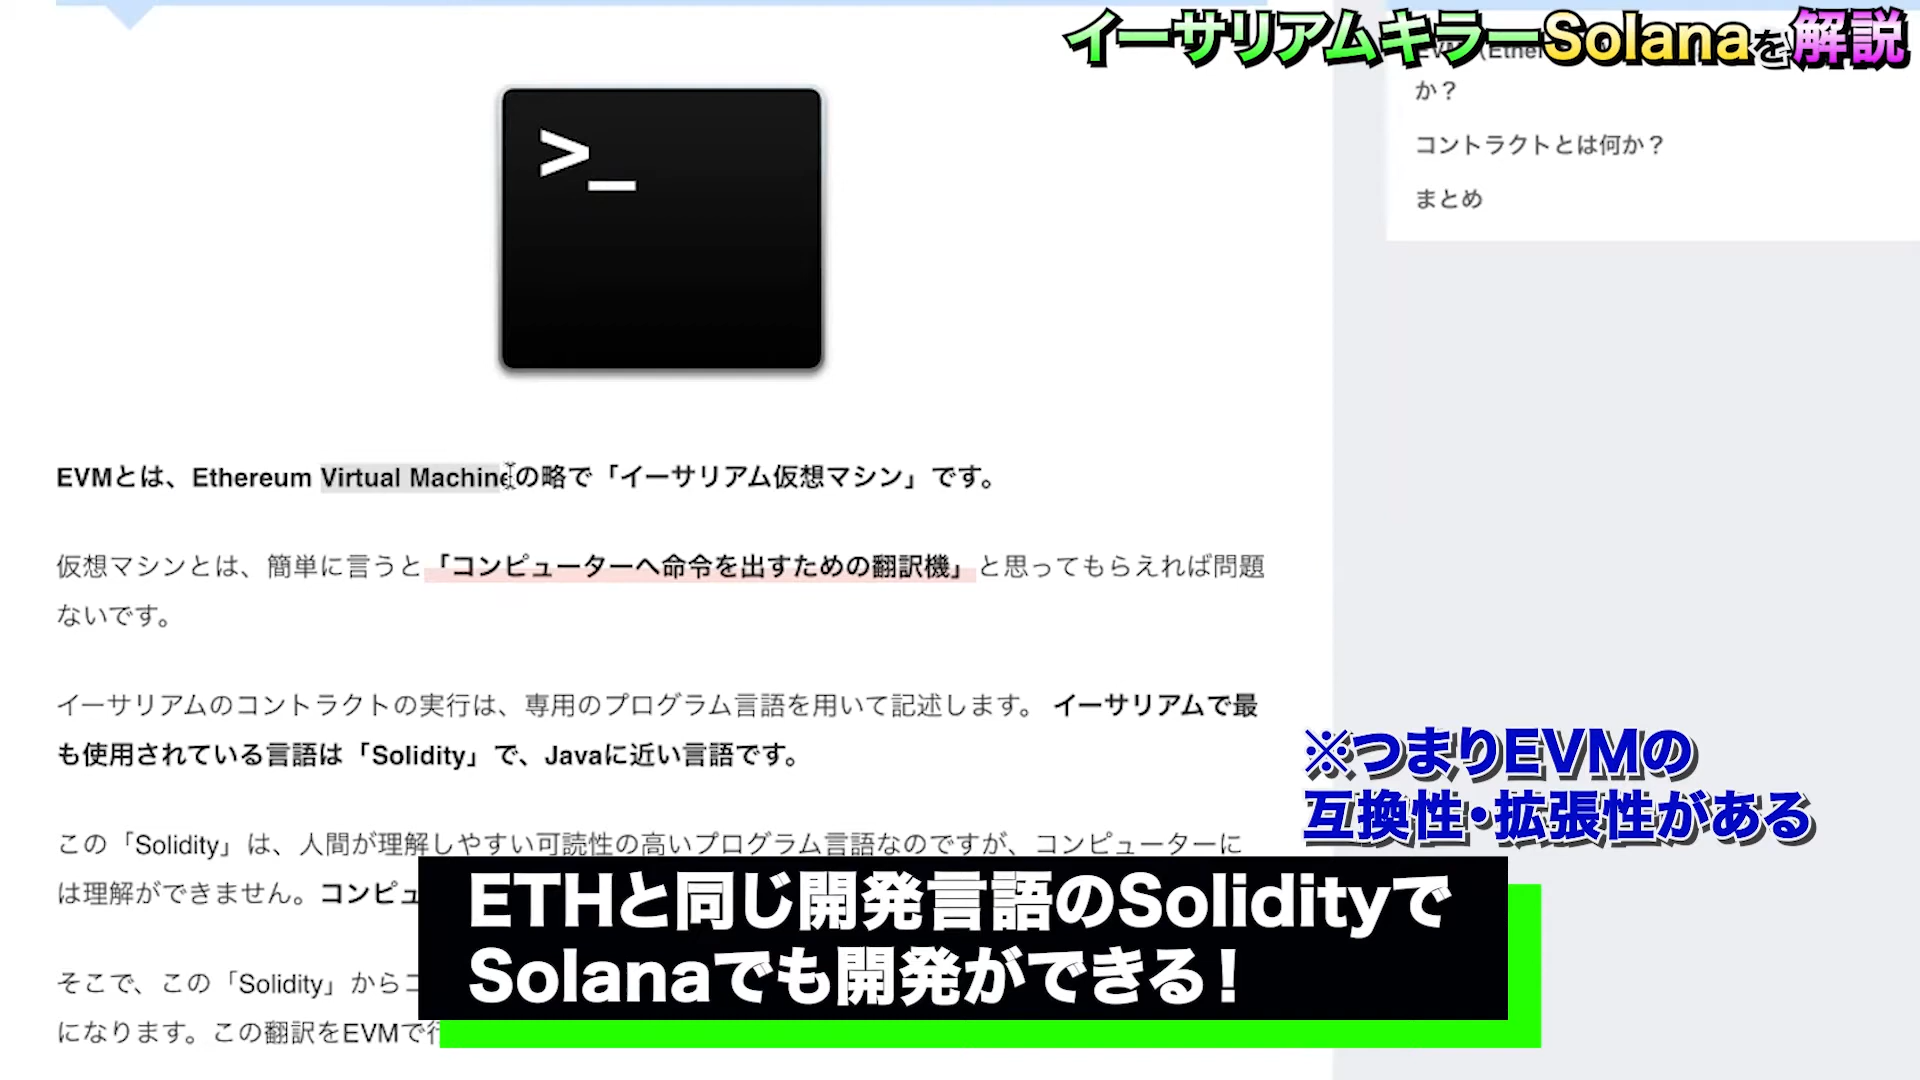 イーサリアムキラーSolanaを解説
か？
コントラクトとは何か？
まとめ
>_
EVMとは、Ethereum Virtual Machineの略で「イーサリアム仮想マシン」です。
仮想マシンとは、簡単に言うと「コンピューターへ命令を出すための翻訳機」と思ってもらえれば問題
ないです。
イーサリアムのコントラクトの実行は、専用のプログラム言語を用いて記述します。 イーサリアムで最
も使用されている言語は「Solidity」で、Javaに近い言語です。
※つまりEVMの
互換性・拡張性がある
この「Solidity」は、人間が理解しやすい可読性の高いプログラム言語なのですが、コンピューターに
は理解ができません。コンピュ
ETHと同じ開発言語のSolidityで
Solanaでも開発ができる！
そこで、この「Solidity」から
になります。この翻訳をEVMで